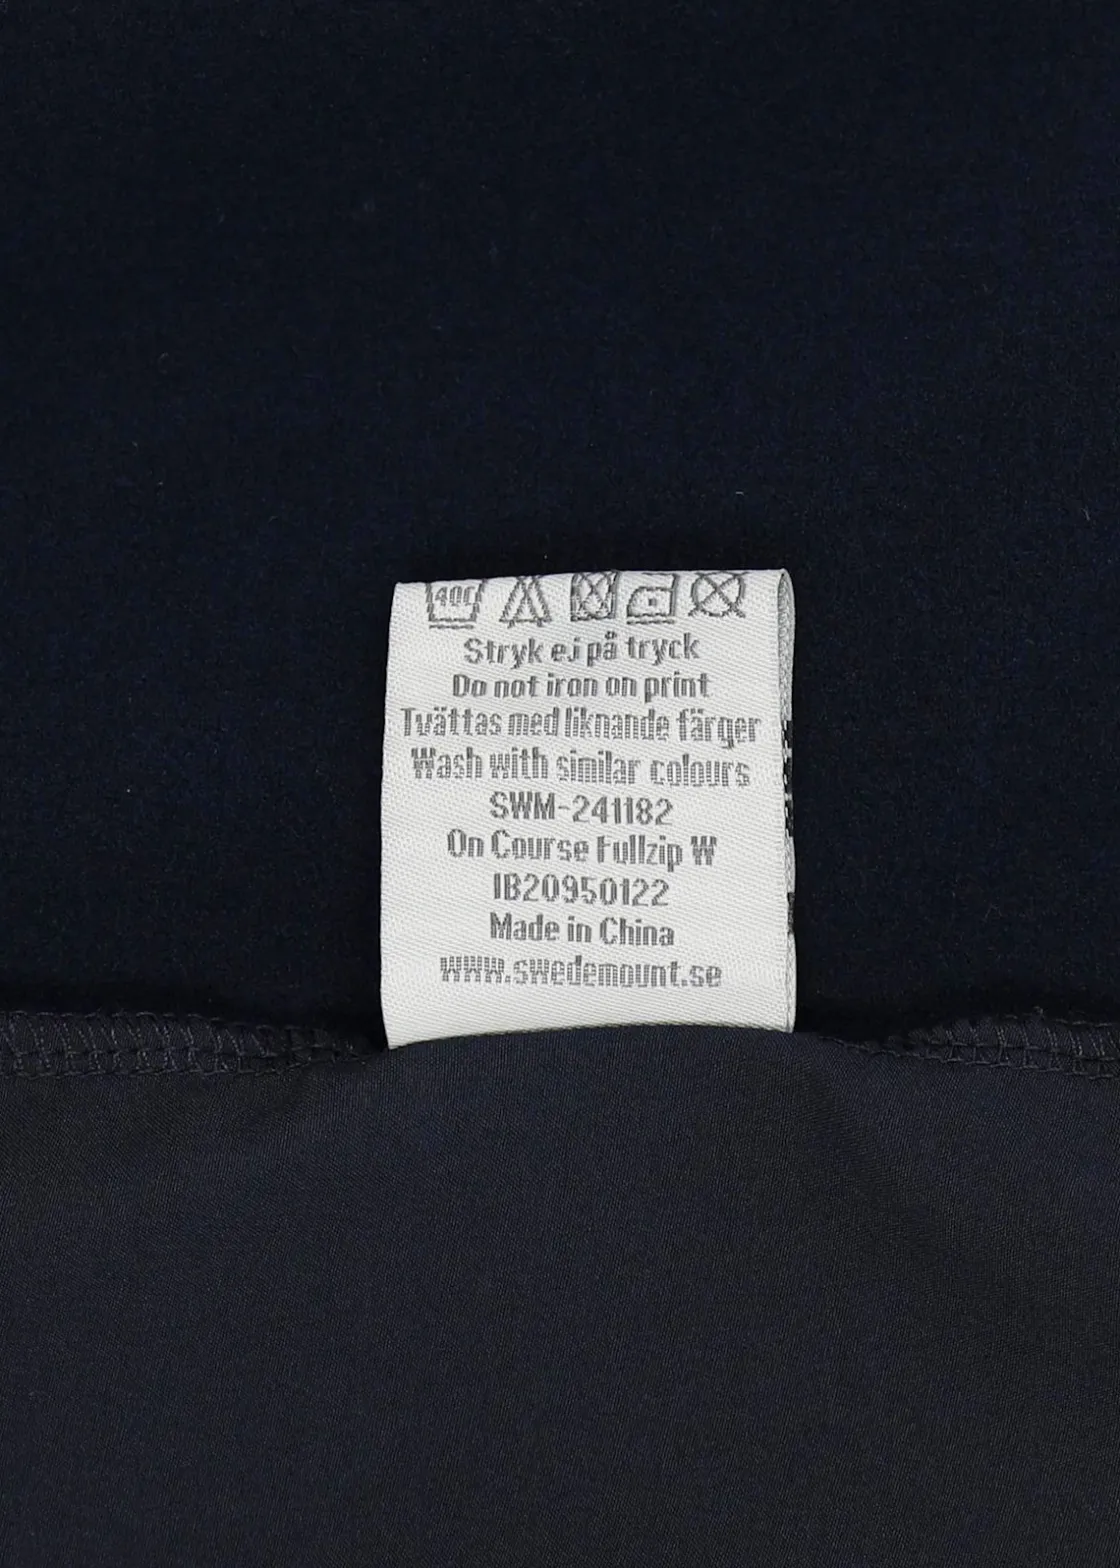 40C
Stryk ej på tryck
Do not iron on print
Tvättas med liknande färger
Wash with similar colours
SWM-241182
On Course Fullzip W
IB20950122
Made in China
www.swedemount.se